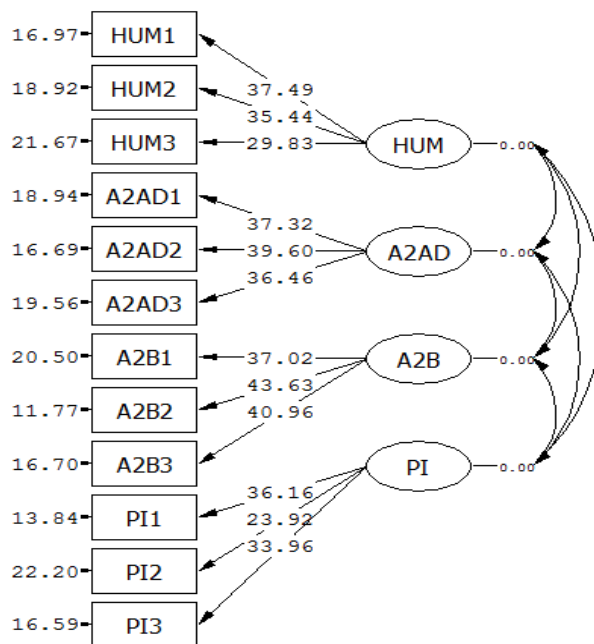 16.97 HUM1
37.49
18.92 HUM2
35.44
21.67 HUM3 29.83 HUM 0.00
18.94 A2AD1
37.32
16.69 A2AD2 39.60 A2AD 0.00
36.46
19.56 A2AD3
20.50 A2B1 37.02 A2B 0.00
43.63
11.77 A2B2
40.96
16.70 A2B3 PI 0.00
36.16
13.84 PI1
23.92
33.96
22.20 PI2
16.59 PI3